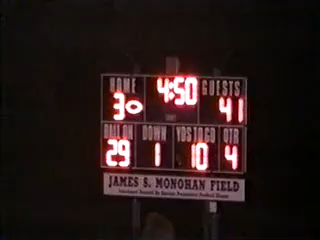 HOME 4:50 GUESTS
30 41
BALL ON DOWN YDS TO GO QTR
29 1 10 4
JAMES S. MONOHAN FIELD